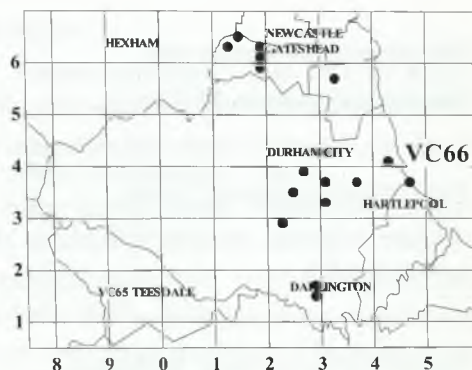 NEWCASTLE
HEXHAM
GATESHEAD
6
5
DURHAM CITY
VC66
4
HARTLEPOOL
3
2
VC65 TEESDALE
DARLINGTON
1
8 9 0 1 2 3 4 5